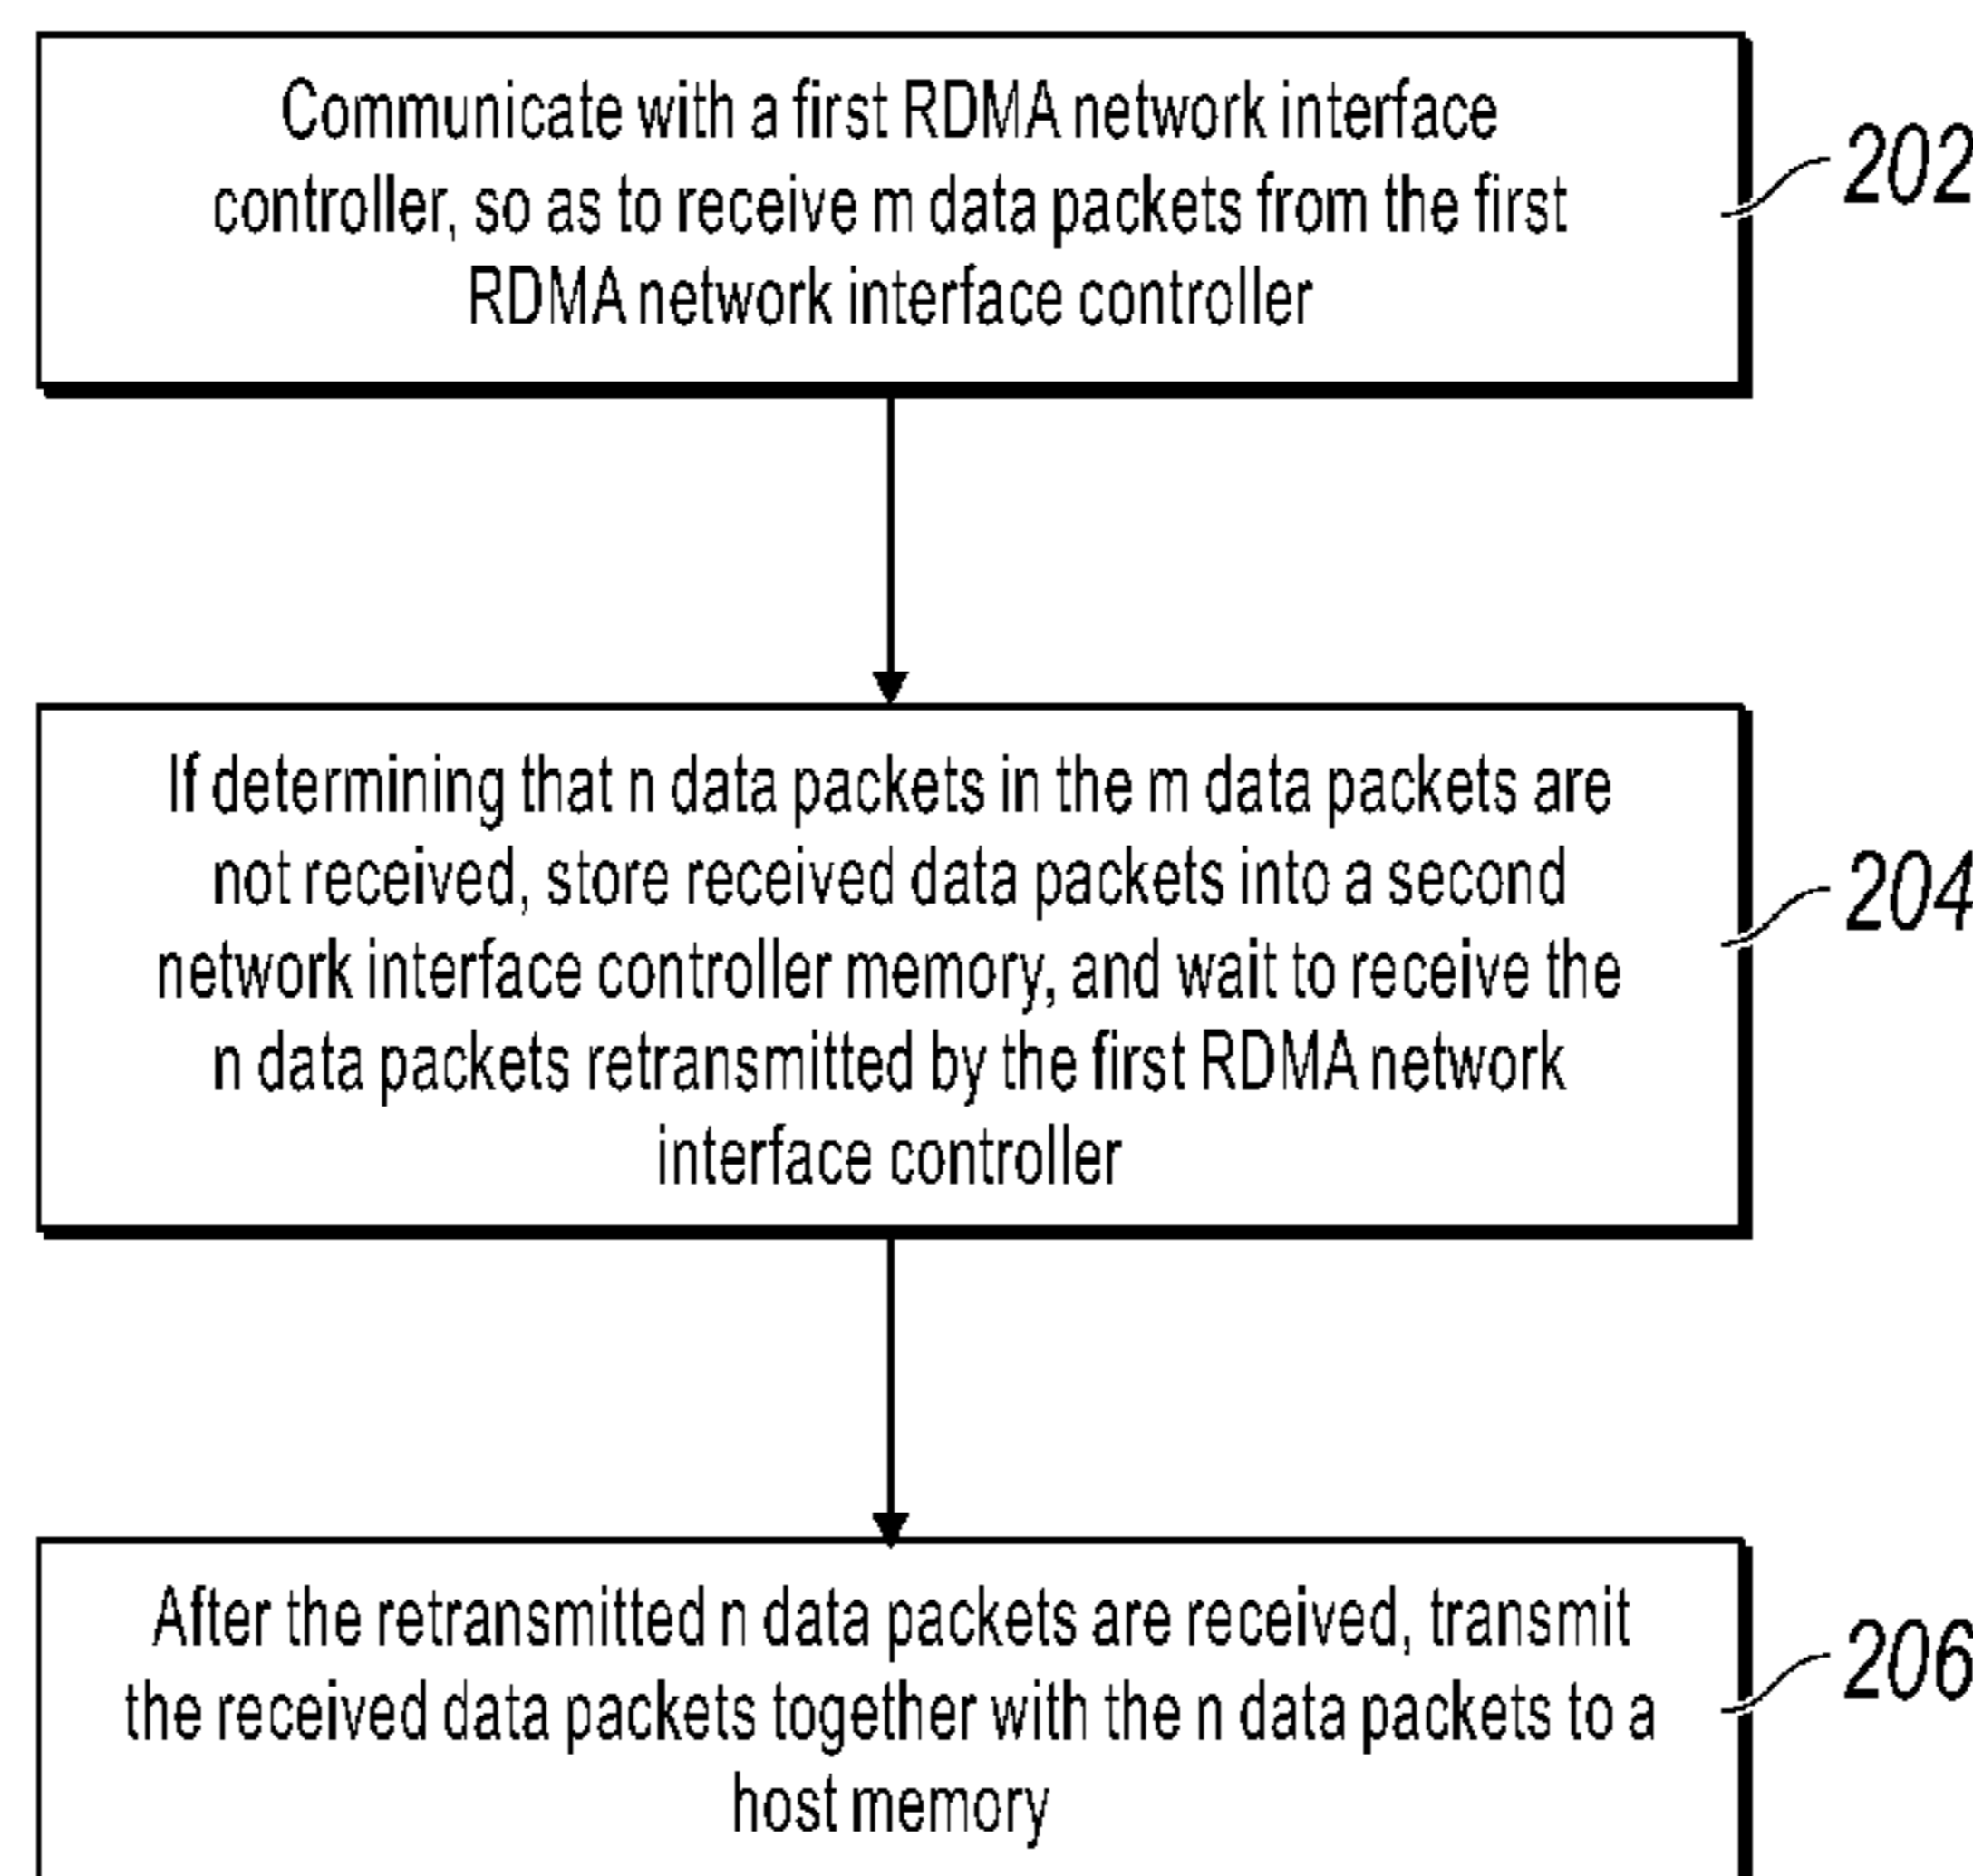 Communicate with a first RDMA network interface
controller, so as to receive m data packets from the first
RDMA network interface controller
202
If determining that n data packets in the m data packets are
not received, store received data packets into a second
network interface controller memory, and wait to receive the
n data packets retransmitted by the first RDMA network
interface controller
204
After the retransmitted n data packets are received, transmit
the received data packets together with the n data packets to a
host memory
206